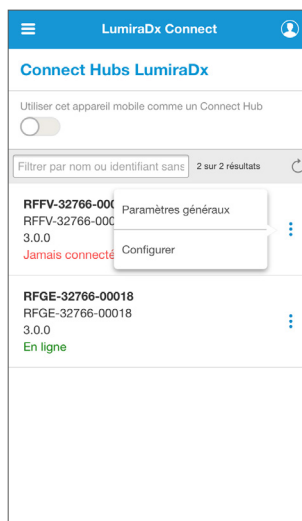 LumiraDx Connect
Connect Hubs LumiraDx
Utiliser cet appareil mobile comme un Connect Hub
Filtrer par nom ou identifiant sans
2 sur 2 résultats
RFFV-32766-000
RFFV-32766-000
3.0.0
Jamais connecté
Paramètres généraux
Configurer
RFGE-32766-00018
RFGE-32766-00018
3.0.0
En ligne